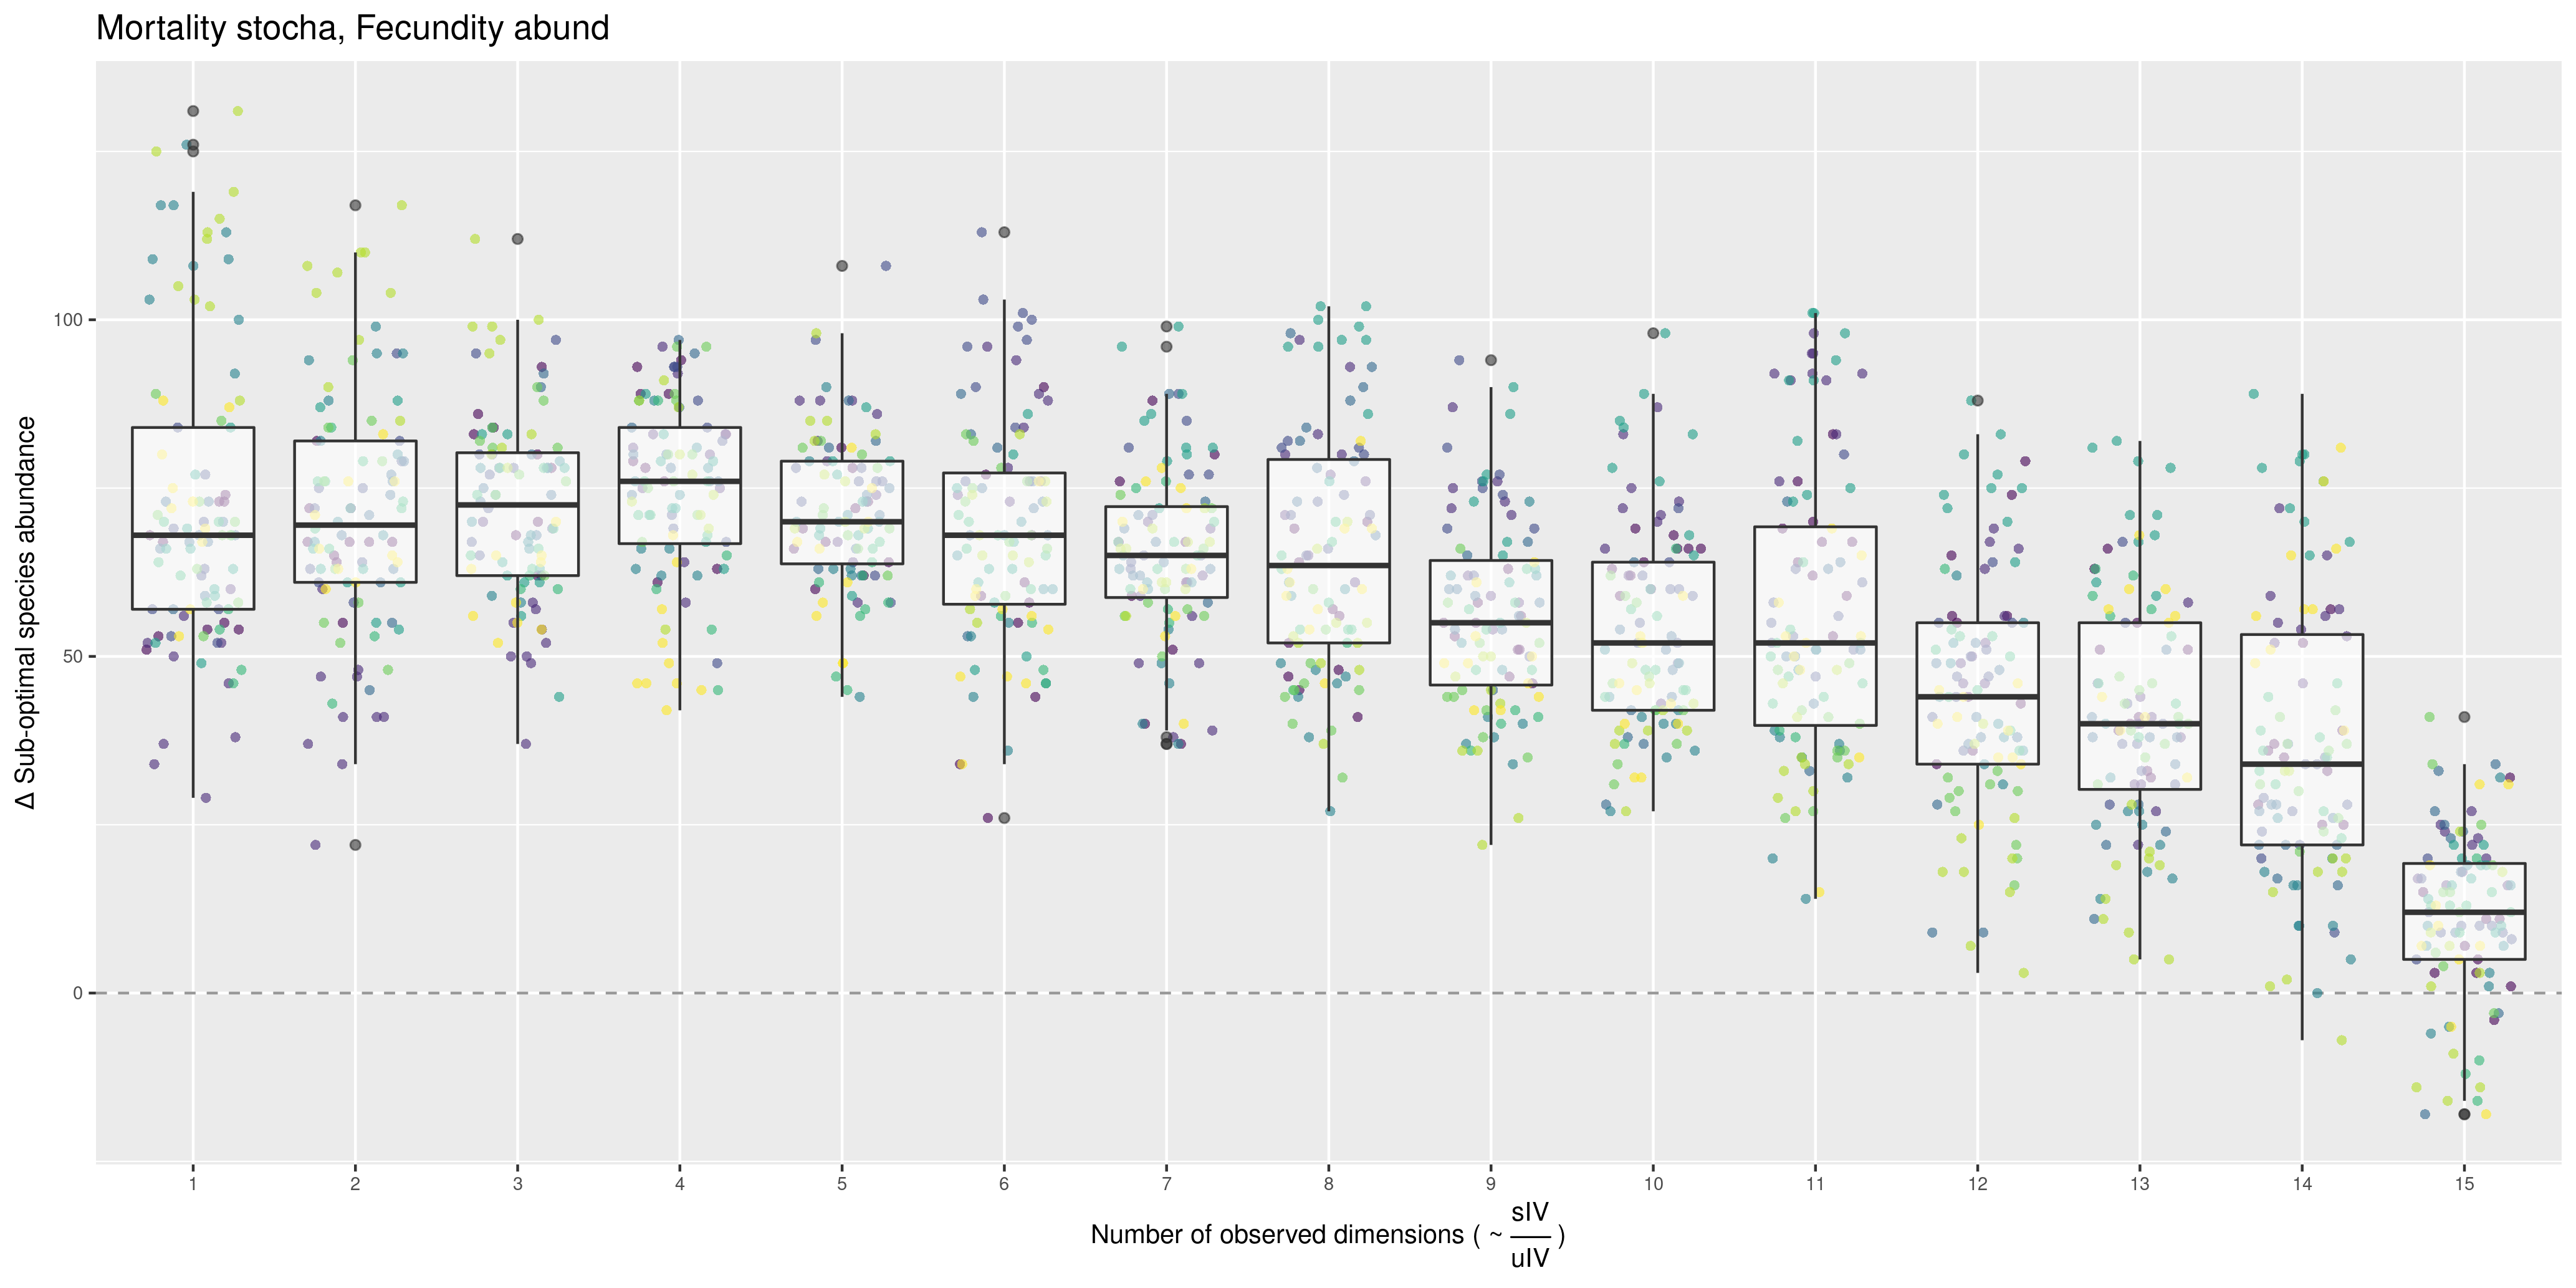 Mortality stocha, Fecundity abund
Δ Sub-optimal species abundance
100
50
0
1 2 3 4 5 6 7 8 9 10 11 12 13 14 15
Number of observed dimensions ( ~ sIV / uIV )